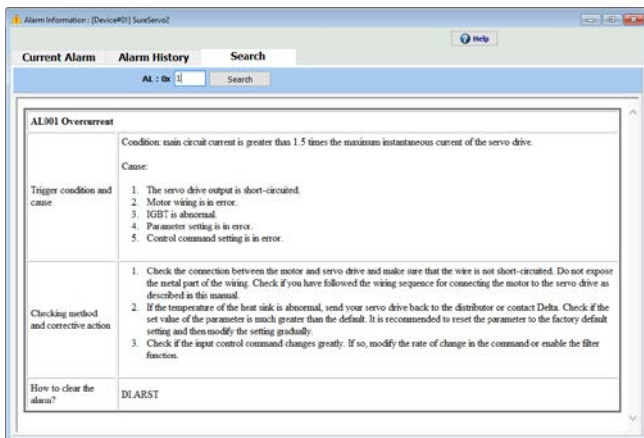 Alarm Information : [Device#01] SureServo2
Help
Current Alarm Alarm History Search
AL : 0x 1 Search
AL001 Overcurrent
Trigger condition and
cause
Condition: main circuit current is greater than 1.5 times the maximum instantaneous current of the servo drive.
Cause:
1. The servo drive output is short-circuited.
2. Motor wiring is in error.
3. IGBT is abnormal.
4. Parameter setting is in error.
5. Control command setting is in error.
Checking method
and corrective action
1. Check the connection between the motor and servo drive and make sure that the wire is not short-circuited. Do not expose
the metal part of the wiring. Check if you have followed the wiring sequence for connecting the motor to the servo drive as
described in this manual.
2. If the temperature of the heat sink is abnormal, send your servo drive back to the distributor or contact Delta. Check if the
set value of the parameter is much greater than the default. It is recommended to reset the parameter to the factory default
setting and then modify the setting gradually.
3. Check if the input control command changes greatly. If so, modify the rate of change in the command or enable the filter
function.
How to clear the
alarm?
DI.ARST